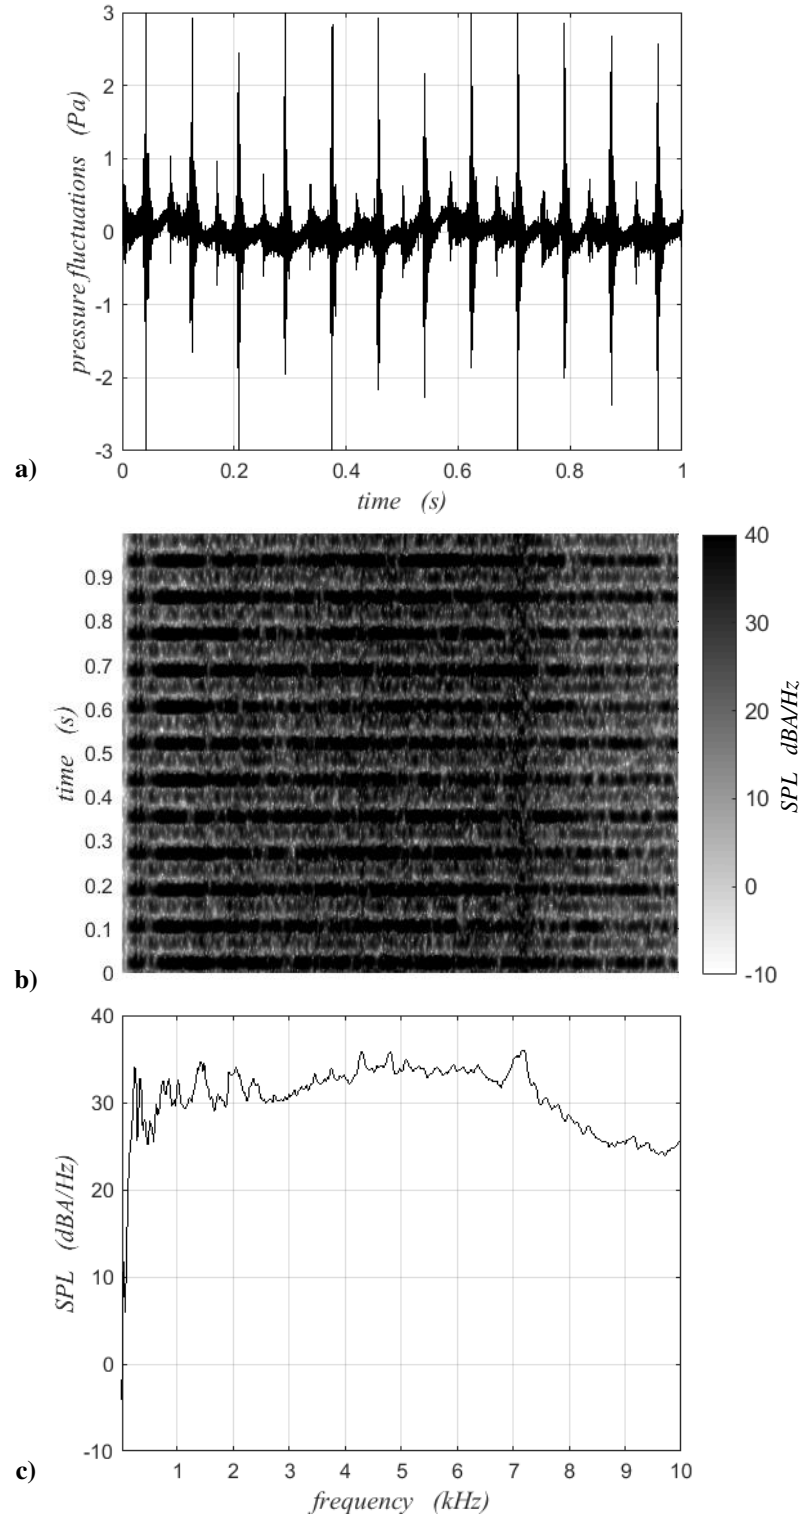 3
2
1
0
-1
-2
-3
pressure fluctuations (Pa)
0 0.2 0.4 0.6 0.8 1
time (s)
a)
0.9
0.8
0.7
0.6
0.5
0.4
0.3
0.2
0.1
0
time (s)
40
30
20
10
0
-10
SPL dBA/Hz
b)
40
30
20
10
0
-10
SPL (dBA/Hz)
1 2 3 4 5 6 7 8 9 10
frequency (kHz)
c)